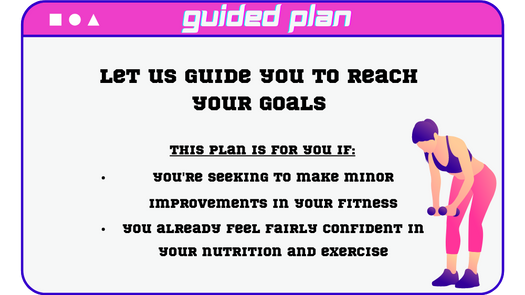 guided plan
Let us guide you to reach
your goals
This plan is for you if:
• You're seeking to make minor
improvements in your fitness
• You already feel fairly confident in
your nutrition and exercise